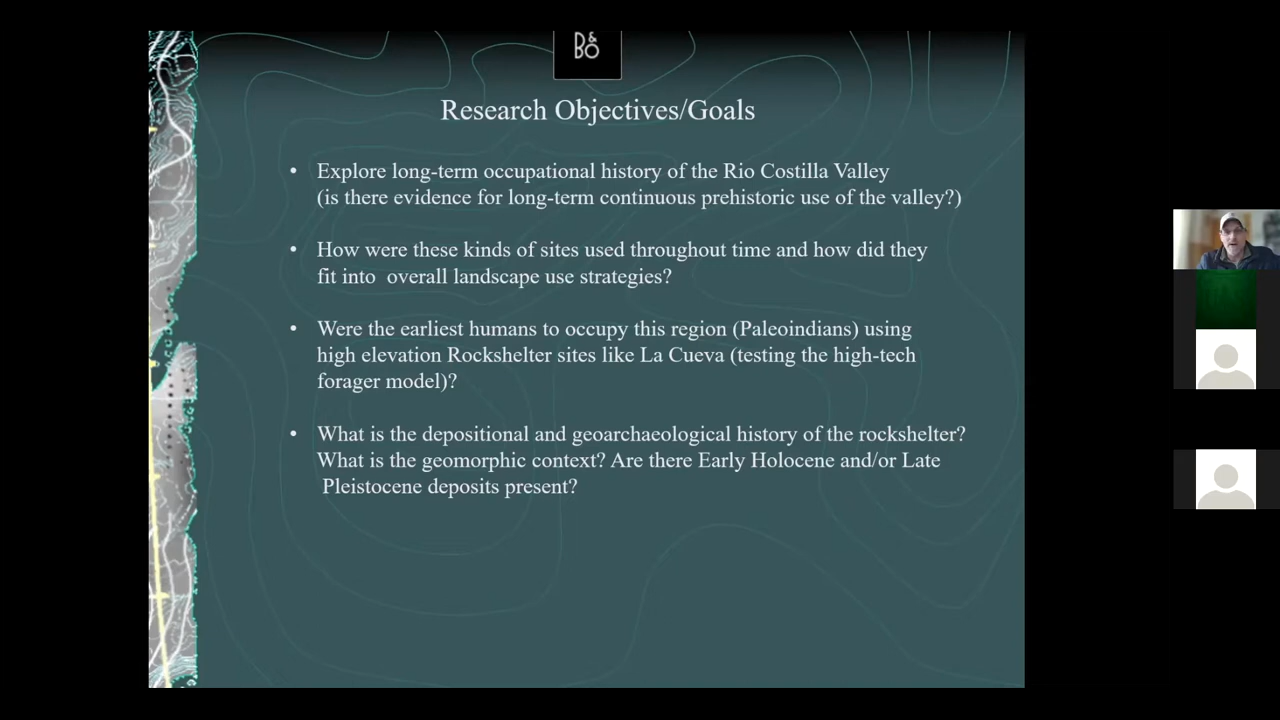 B&
BO
Research Objectives/Goals
• Explore long-term occupational history of the Rio Costilla Valley
(is there evidence for long-term continuous prehistoric use of the valley?)
• How were these kinds of sites used throughout time and how did they
fit into overall landscape use strategies?
• Were the earliest humans to occupy this region (Paleoindians) using
high elevation Rockshelter sites like La Cueva (testing the high-tech
forager model)?
• What is the depositional and geoarchaeological history of the rockshelter?
What is the geomorphic context? Are there Early Holocene and/or Late
Pleistocene deposits present?